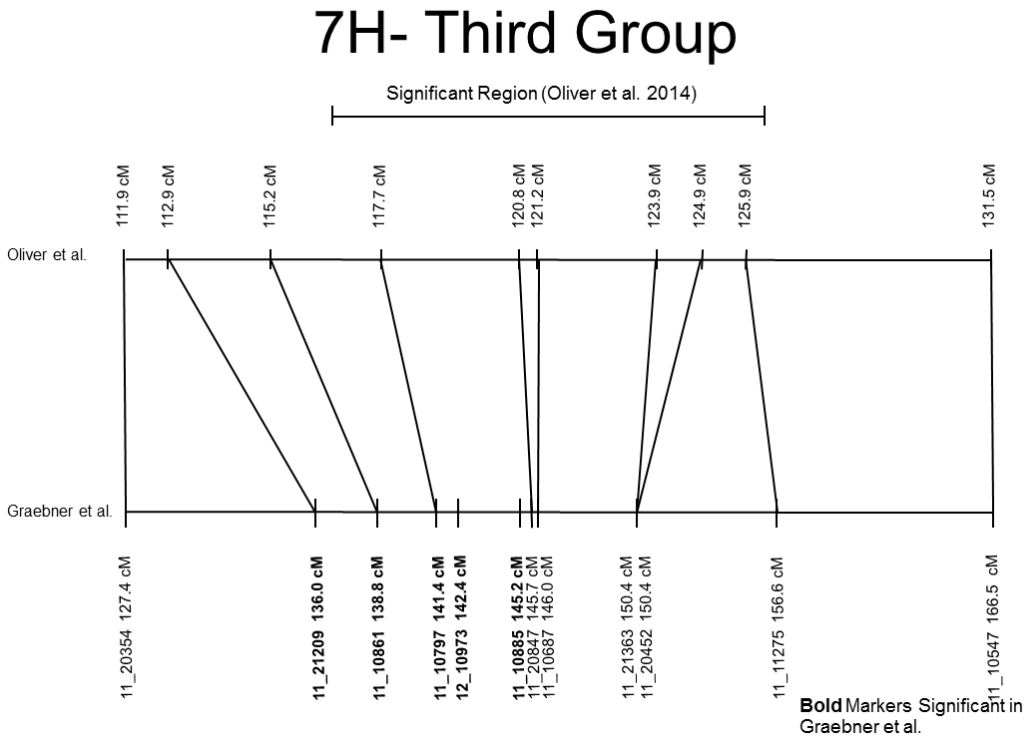 7H- Third Group
Significant Region (Oliver et al. 2014)
111.9 cM
112.9 cM
115.2 cM
117.7 cM
120.8 cM
121.2 cM
123.9 cM
124.9 cM
125.9 cM
131.5 cM
Oliver et al.
Graebner et al.
11_20354 127.4 cM
11_21209 136.0 cM
11_10861 138.8 cM
11_10797 141.4 cM
12_10973 142.4 cM
11_10885 145.2 cM
11_20847 145.7 cM
11_10687 146.0 cM
11_21363 150.4 cM
11_20452 150.4 cM
11_11275 156.6 cM
11_10547 166.5 cM
Bold Markers Significant in
Graebner et al.